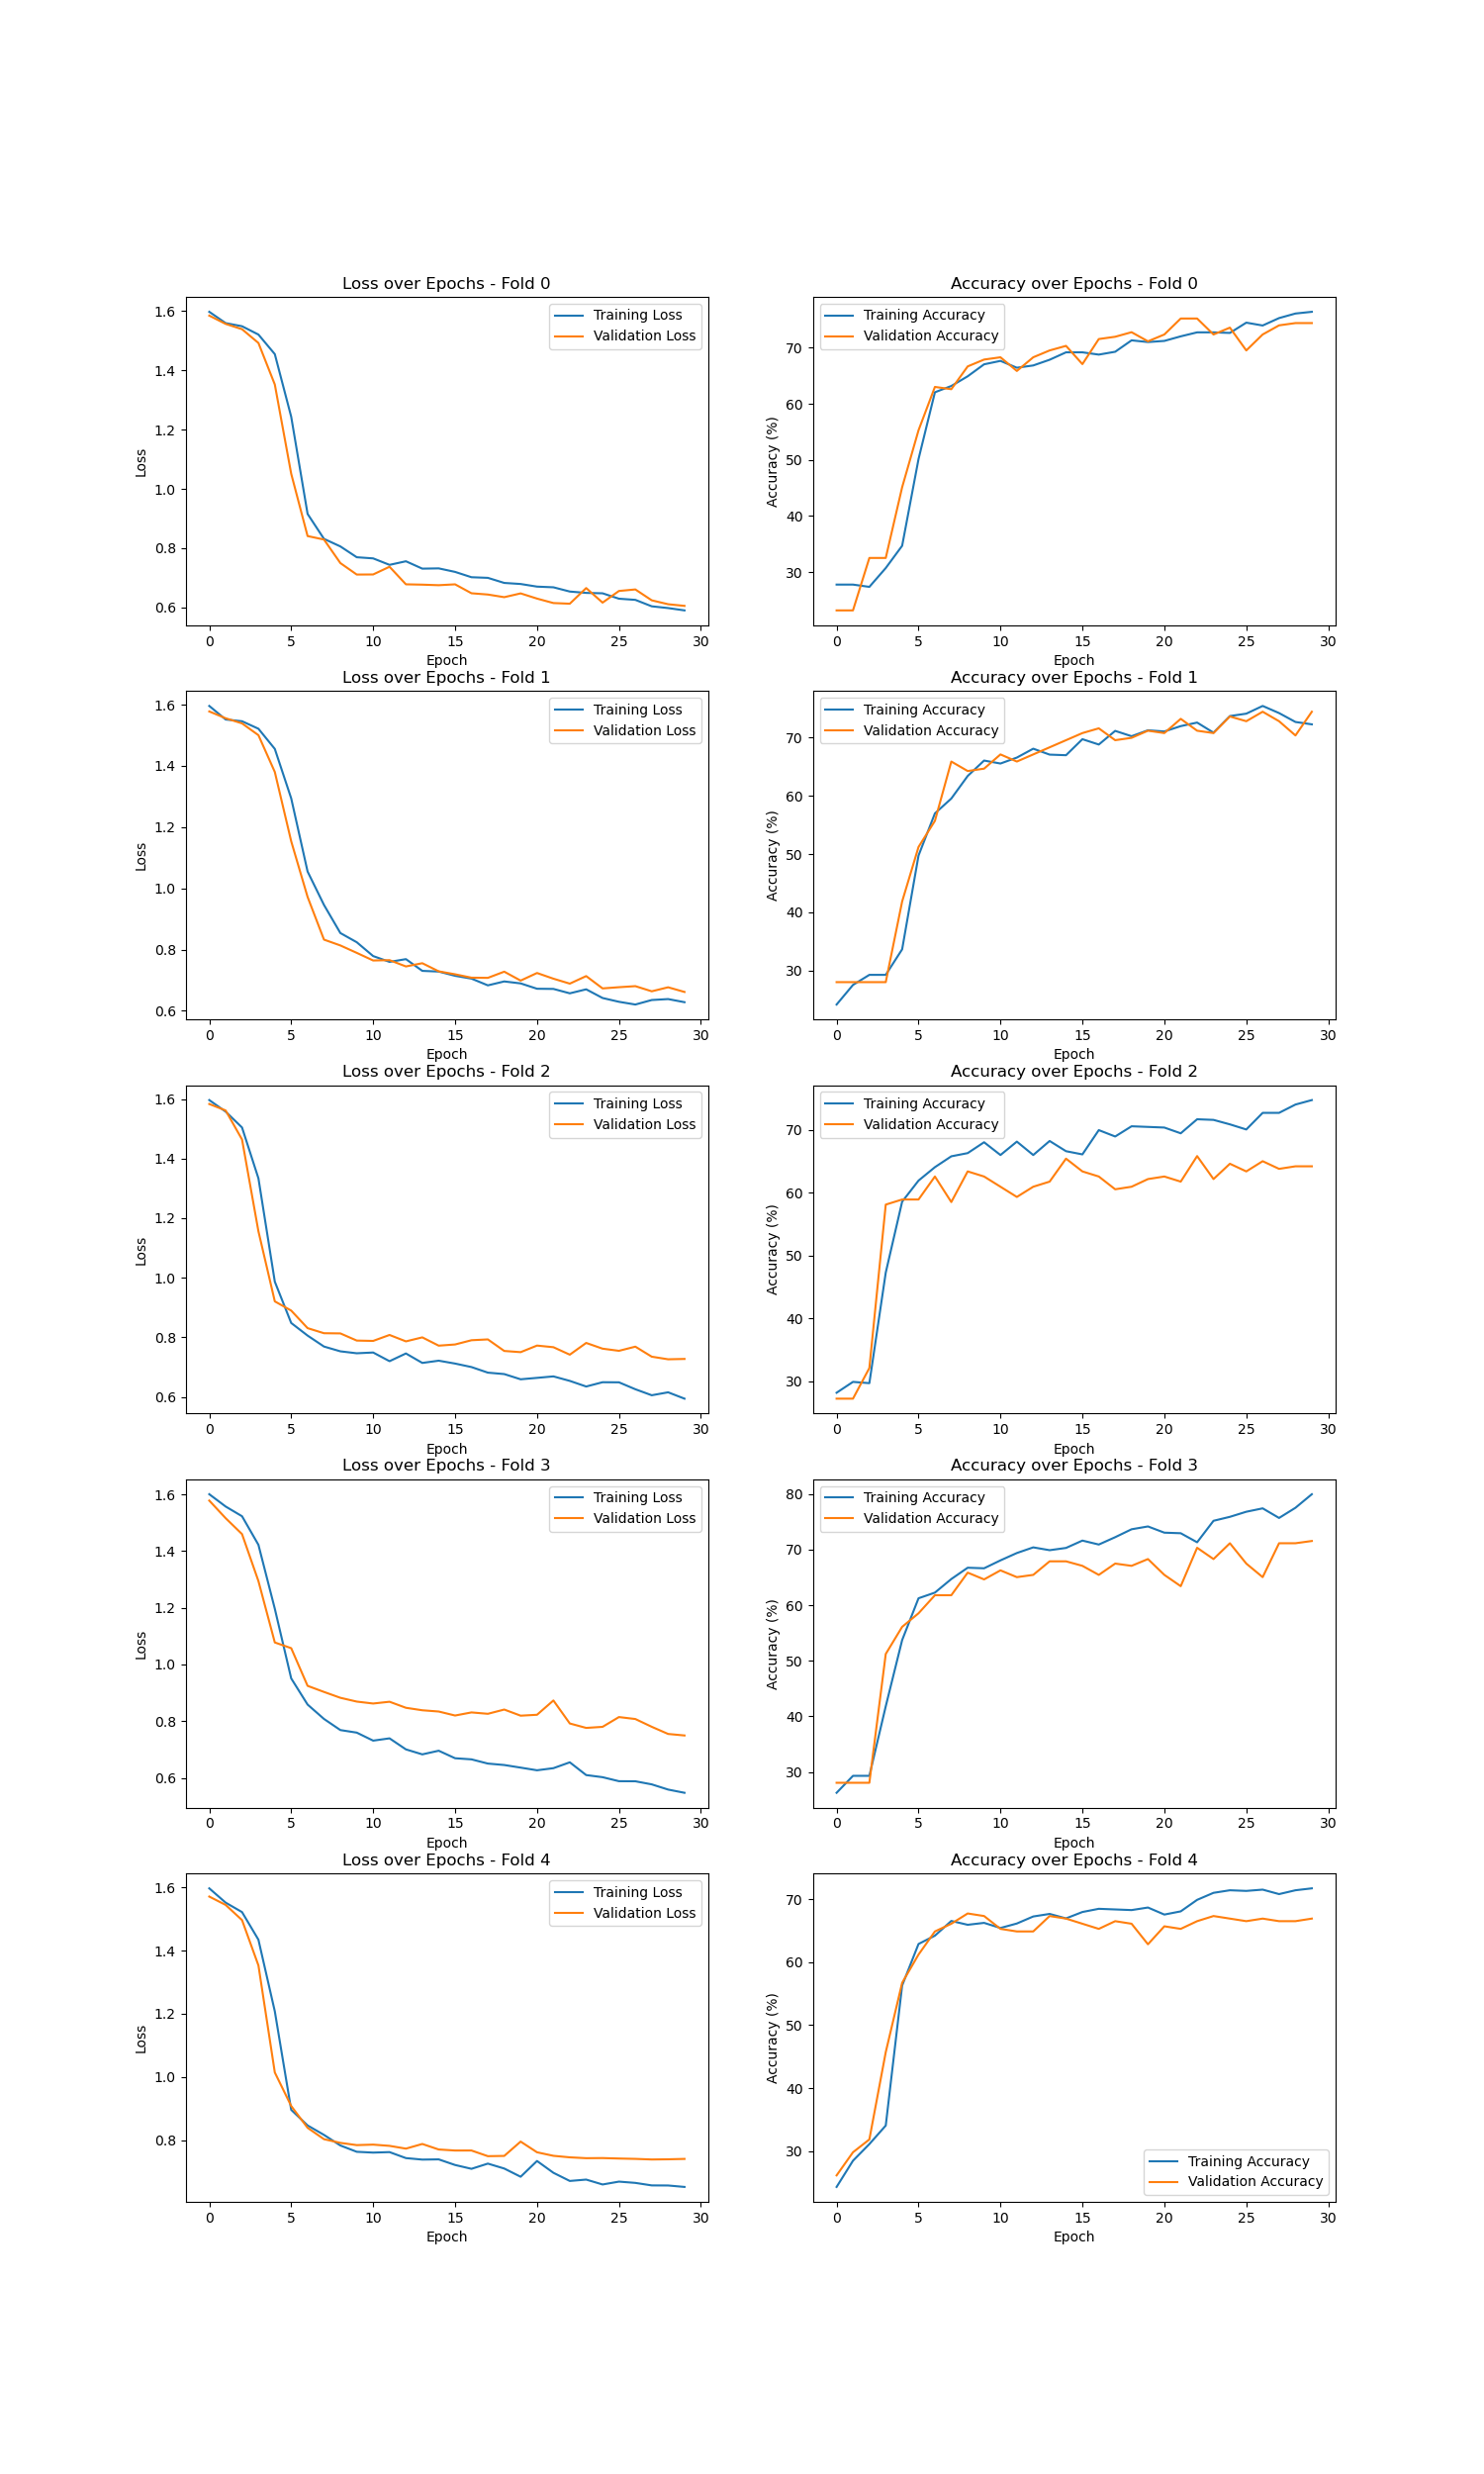 Loss over Epochs - Fold 0
Loss
1.6
1.4
1.2
1.0
0.8
0.6
Training Loss
Validation Loss
0 5 10 15 20 25 30
Epoch
Accuracy over Epochs - Fold 0
Accuracy (%)
70
60
50
40
30
Training Accuracy
Validation Accuracy
0 5 10 15 20 25 30
Epoch
Loss over Epochs - Fold 1
Loss
1.6
1.4
1.2
1.0
0.8
0.6
Training Loss
Validation Loss
0 5 10 15 20 25 30
Epoch
Accuracy over Epochs - Fold 1
Accuracy (%)
70
60
50
40
30
Training Accuracy
Validation Accuracy
0 5 10 15 20 25 30
Epoch
Loss over Epochs - Fold 2
Loss
1.6
1.4
1.2
1.0
0.8
0.6
Training Loss
Validation Loss
0 5 10 15 20 25 30
Epoch
Accuracy over Epochs - Fold 2
Accuracy (%)
70
60
50
40
30
Training Accuracy
Validation Accuracy
0 5 10 15 20 25 30
Epoch
Loss over Epochs - Fold 3
Loss
1.6
1.4
1.2
1.0
0.8
0.6
Training Loss
Validation Loss
0 5 10 15 20 25 30
Epoch
Accuracy over Epochs - Fold 3
Accuracy (%)
80
70
60
50
40
30
Training Accuracy
Validation Accuracy
0 5 10 15 20 25 30
Epoch
Loss over Epochs - Fold 4
Loss
1.6
1.4
1.2
1.0
0.8
Training Loss
Validation Loss
0 5 10 15 20 25 30
Epoch
Accuracy over Epochs - Fold 4
Accuracy (%)
70
60
50
40
30
Training Accuracy
Validation Accuracy
0 5 10 15 20 25 30
Epoch